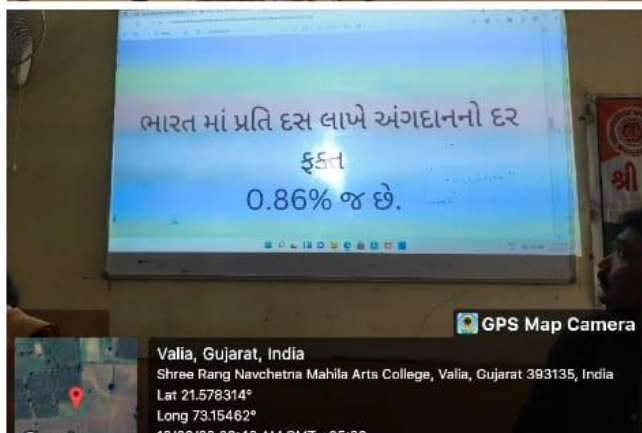 ભારત માં પ્રતિ દસ લાખે અંગદાનનો દર
ફક્ત
0.86% જ છે.
શ્રી
GPS Map Camera
Valia, Gujarat, India
Shree Rang Navchetna Mahila Arts College, Valia, Gujarat 393135, India
Lat 21.578314°
Long 73.15462°